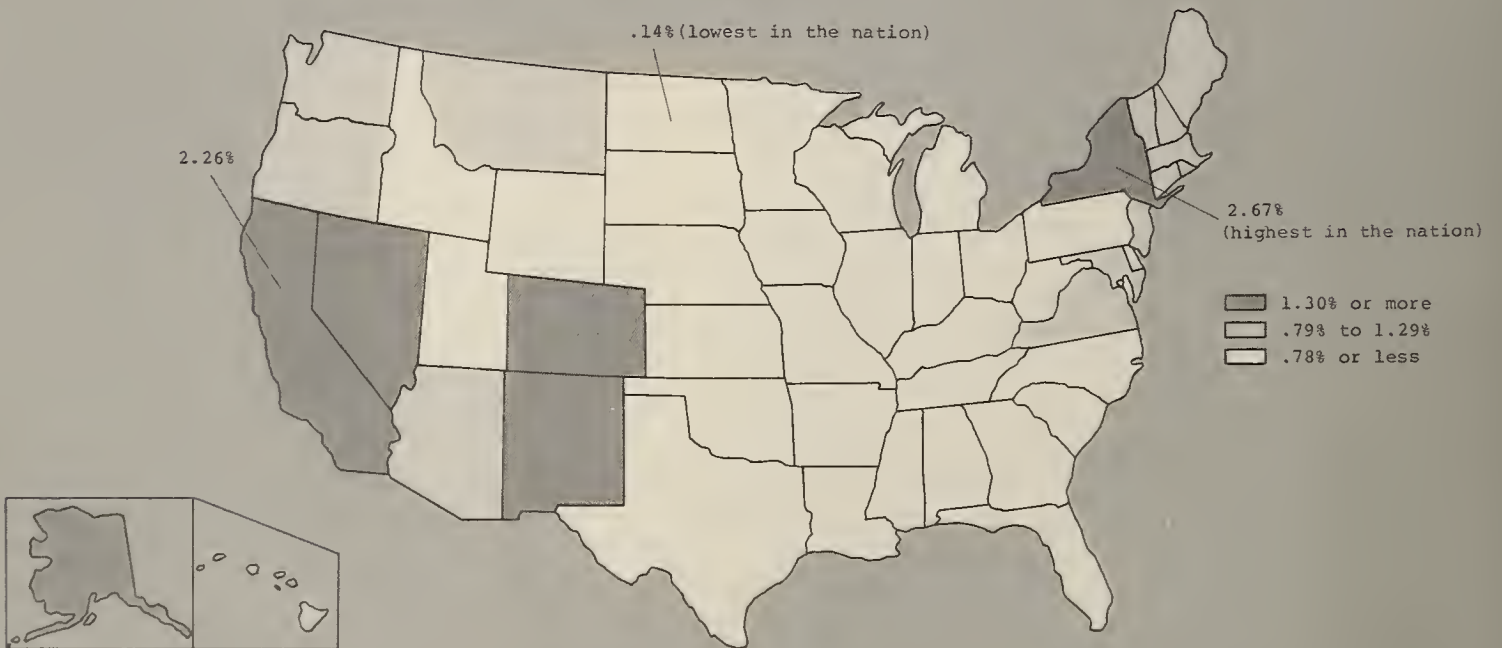 .14% (lowest in the nation)
2.26%
2.67%
(highest in the nation)
1.30% or more
.79% to 1.29%
.78% or less